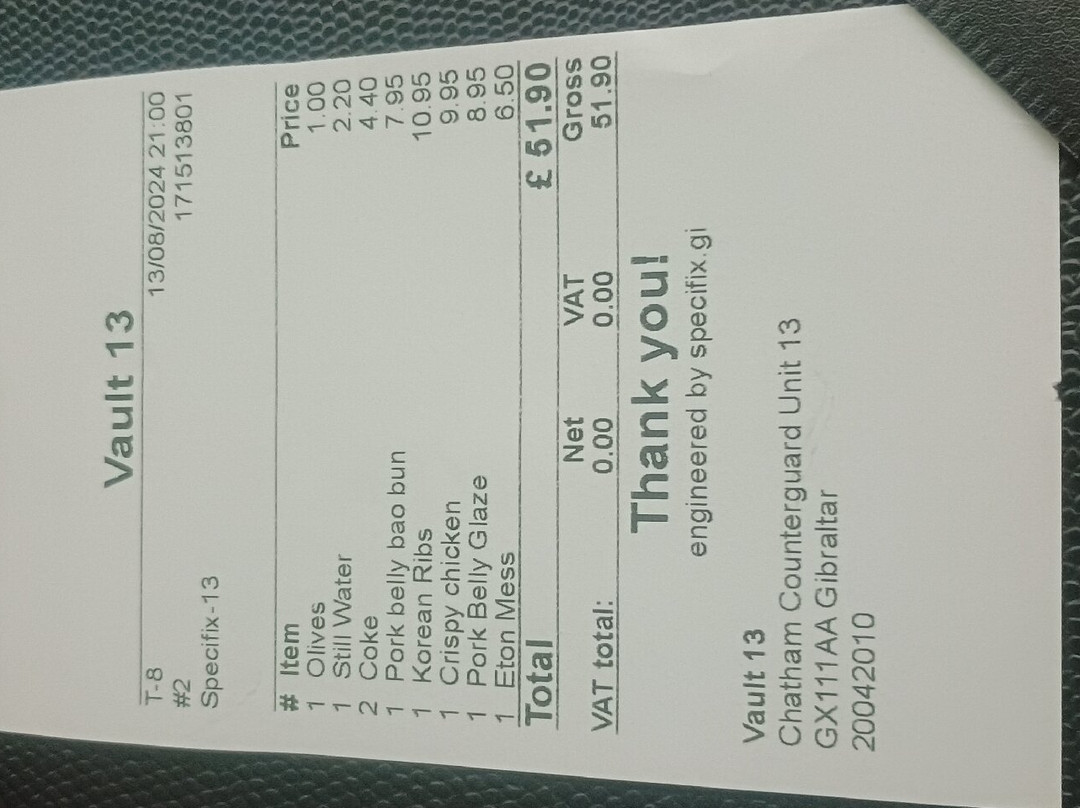 Vault 13
T-8 13/08/2024 21:00
#2 171513801
Specifix-13
# Item Price
1 Olives 1.00
1 Still Water 2.20
2 Coke 4.40
1 Pork belly bao bun 7.95
1 Korean Ribs 10.95
1 Crispy chicken 9.95
1 Pork Belly Glaze 8.95
1 Eton Mess 6.50
Total £ 51.90
Net VAT Gross
VAT total: 0.00 0.00 51.90
Thank you!
engineered by specifix.gi
Vault 13
Chatham Counterguard Unit 13
GX111AA Gibraltar
20042010